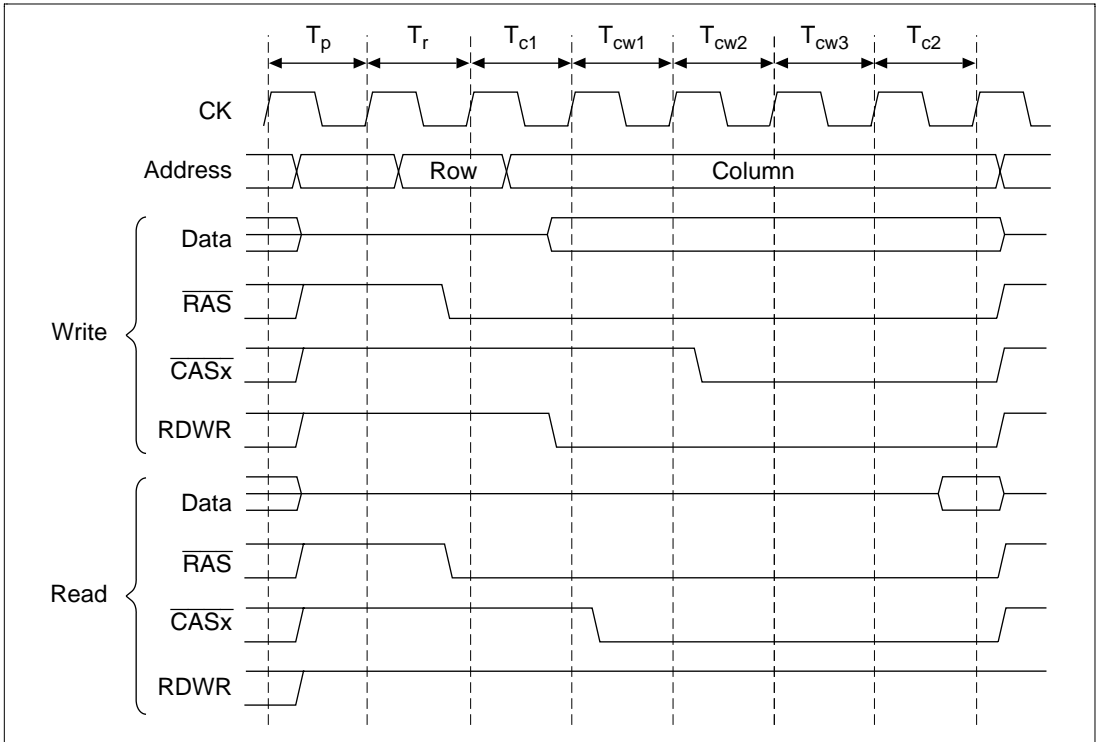 Tp Tr Tc1 Tcw1 Tcw2 Tcw3 Tc2
CK
Address Row Column
Data
RAS
Write
CASx
RDWR
Data
RAS
Read
CASx
RDWR